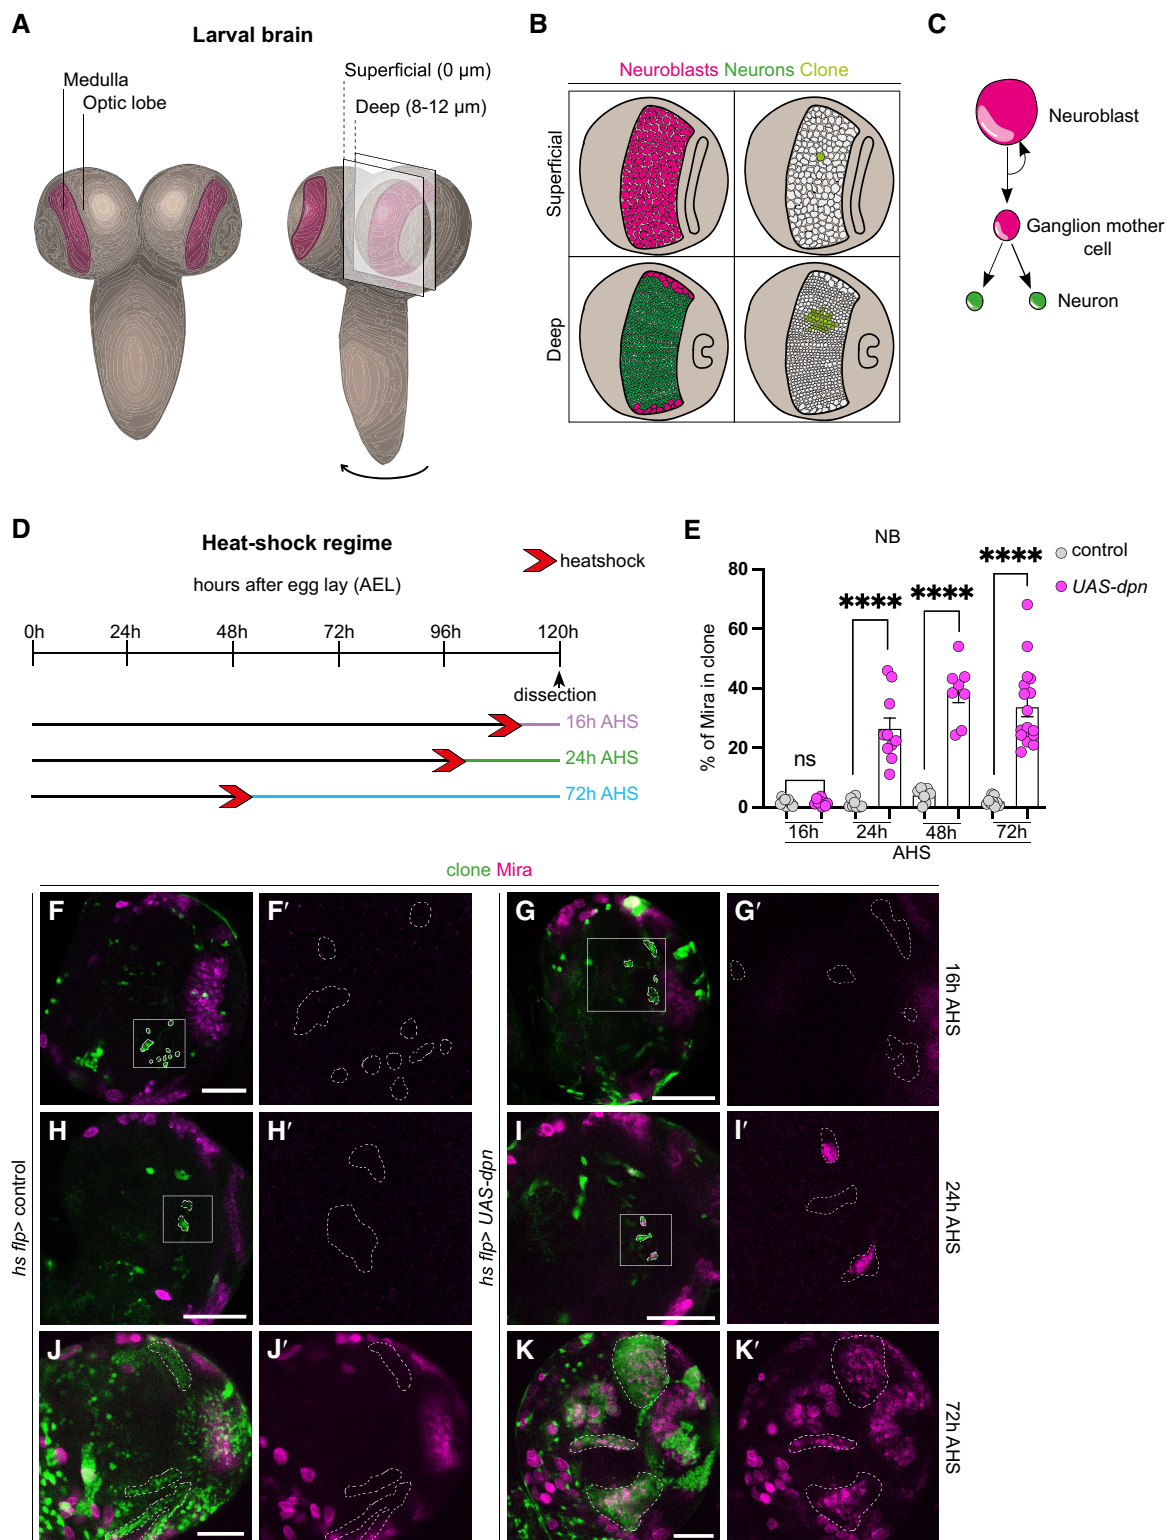 A
Larval brain
Medulla
Optic lobe
Superficial (0 µm)
Deep (8-12 µm)
B
Neuroblasts Neurons Clone
Superficial
Deep
C
Neuroblast
Ganglion mother
cell
Neuron
D
Heat-shock regime
heatshock
hours after egg lay (AEL)
0h 24h 48h 72h 96h 120h
dissection
16h AHS
24h AHS
72h AHS
E
NB
control
UAS-dpn
% of Mira in clone
80
60
40
20
0
ns
****
****
****
16h 24h 48h 72h
AHS
clone Mira
hs flp> control
hs flp> UAS-dpn
F
F′
G
G′
16h AHS
H
H′
I
I′
24h AHS
J
J′
K
K′
72h AHS